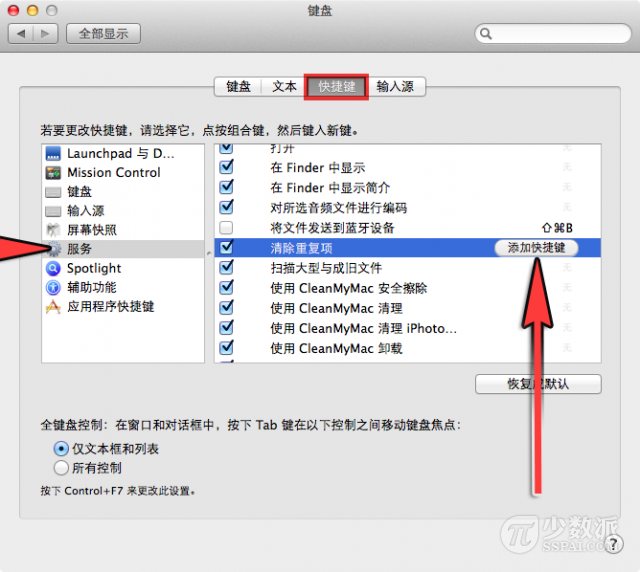 键盘
全部显示
键盘 文本 快捷键 输入源
若要更改快捷键，请选择它，点按组合键，然后键入新键。
Launchpad 与 D...
Mission Control
键盘
输入源
屏幕快照
服务
Spotlight
辅助功能
应用程序快捷键
打开 无
在 Finder 中显示 无
在 Finder 中显示简介 无
对所选音频文件进行编码 无
将文件发送到蓝牙设备 ⇧⌘B
清除重复项 添加快捷键
扫描大型与成旧文件 无
使用 CleanMyMac 安全擦除 无
使用 CleanMyMac 清理 无
使用 CleanMyMac 清理 iPhoto... 无
使用 CleanMyMac 卸载 无
恢复成默认
全键盘控制：在窗口和对话框中，按下 Tab 键在以下控制之间移动键盘焦点：
仅文本框和列表
所有控制
按下 Control+F7 来更改此设置。
π 少数派
SSPAI.COM
?